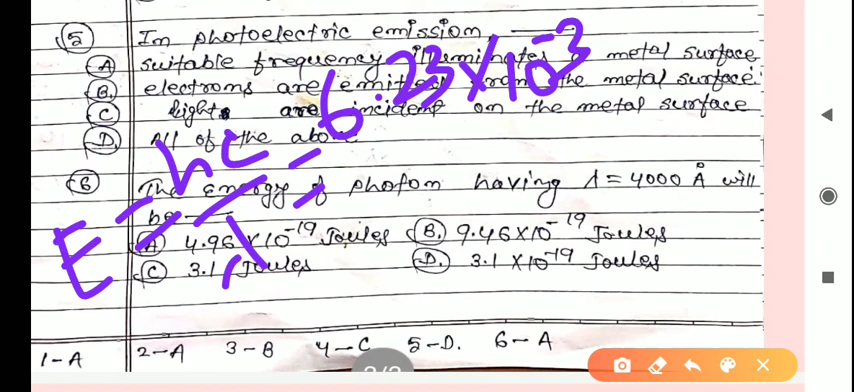 5 In photoelectric emission,
A suitable frequency illuminates a metal surface
B. electrons are emitted from the metal surface.
C lights are incident on the metal surface
D. All of the above
6 The energy of photon having λ = 4000 Å will
be
A 4.96 × 10⁻¹⁹ Joules B. 9.46 × 10⁻¹⁹ Joules
C 3.1 Joules D. 3.1 × 10⁻¹⁹ Joules
E = hc/λ = 6.23 × 10⁻³
1-A 2-A 3-B 4-C 5-D. 6-A